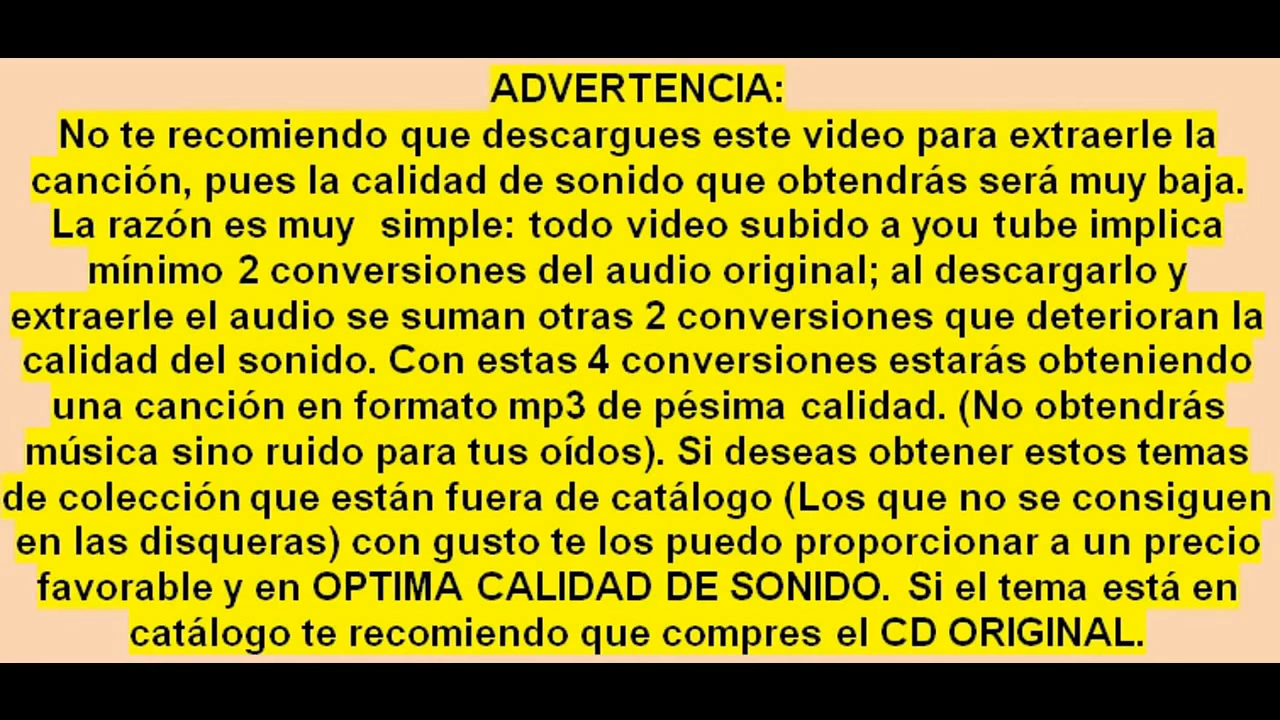 ADVERTENCIA:
No te recomiendo que descargues este video para extraerle la
canción, pues la calidad de sonido que obtendrás será muy baja.
La razón es muy  simple: todo video subido a you tube implica
mínimo 2 conversiones del audio original; al descargarlo y
extraerle el audio se suman otras 2 conversiones que deterioran la
calidad del sonido. Con estas 4 conversiones estarás obteniendo
una canción en formato mp3 de pésima calidad. (No obtendrás
música sino ruido para tus oídos). Si deseas obtener estos temas
de colección que están fuera de catálogo (Los que no se consiguen
en las disqueras) con gusto te los puedo proporcionar a un precio
favorable y en OPTIMA CALIDAD DE SONIDO.  Si el tema está en
catálogo te recomiendo que compres el CD ORIGINAL.